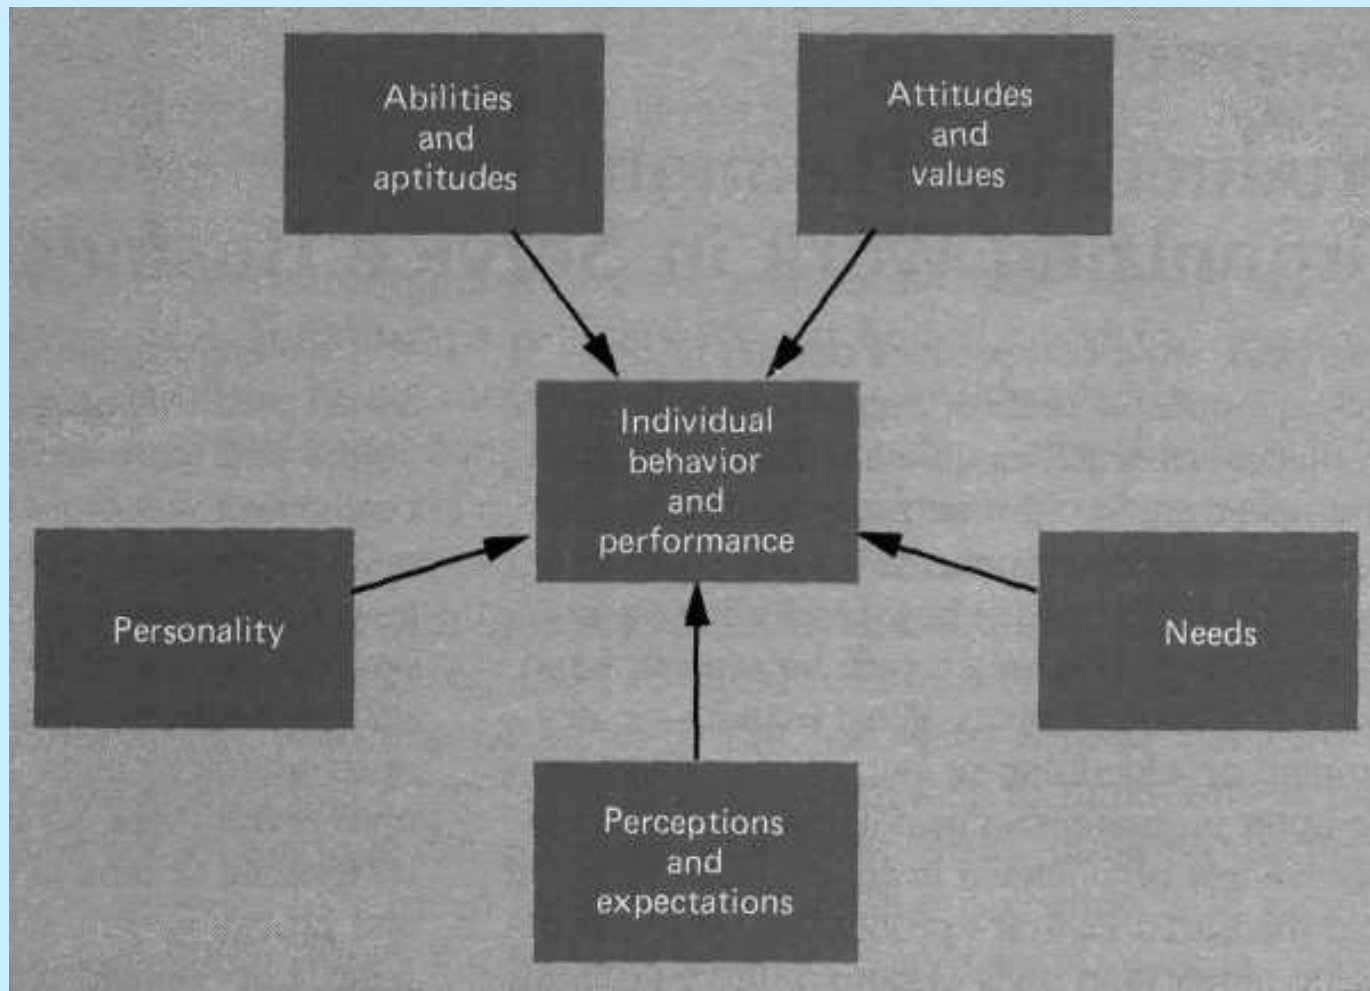 Abilities
and
aptitudes
Attitudes
and
values
Individual
behavior
and
performance
Personality
Needs
Perceptions
and
expectations